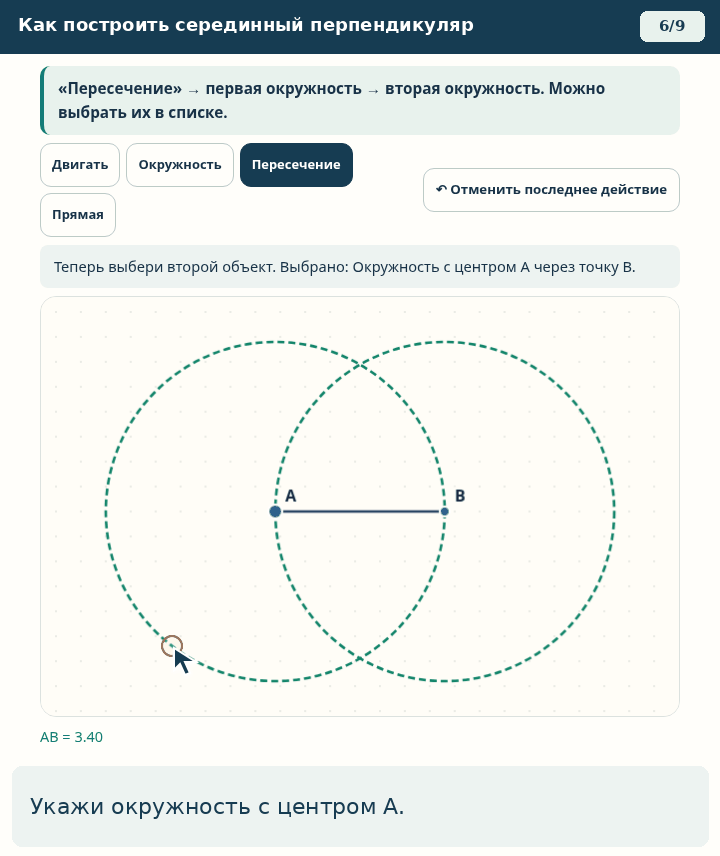 Как построить серединный перпендикуляр
6/9
«Пересечение» → первая окружность → вторая окружность. Можно
выбрать их в списке.
Двигать
Окружность
Пересечение
Прямая
↶ Отменить последнее действие
Теперь выбери второй объект. Выбрано: Окружность с центром A через точку B.
A
B
AB = 3.40
Укажи окружность с центром A.